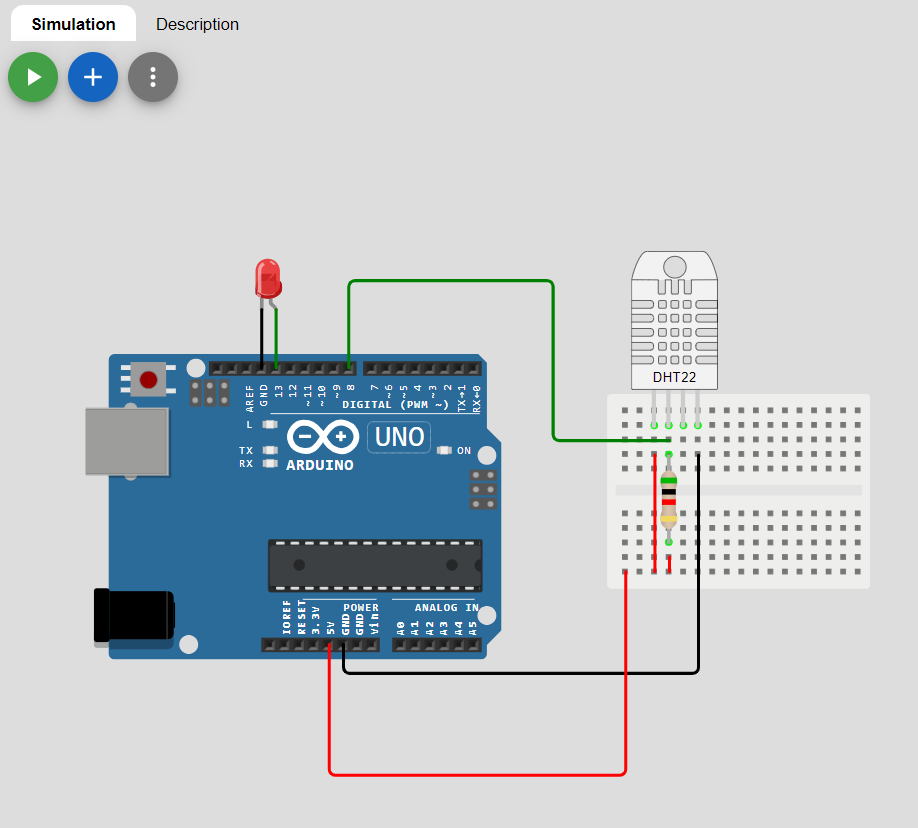 Simulation Description
DHT22
AREF
GND
13
12
~11
~10
~9
8
7
~6
~5
4
~3
2
TX→1
RX←0
DIGITAL (PWM ~)
L
UNO
TX
RX
ON
ARDUINO
POWER
ANALOG IN
IOREF
RESET
3.3V
5V
GND
GND
Vin
A0
A1
A2
A3
A4
A5